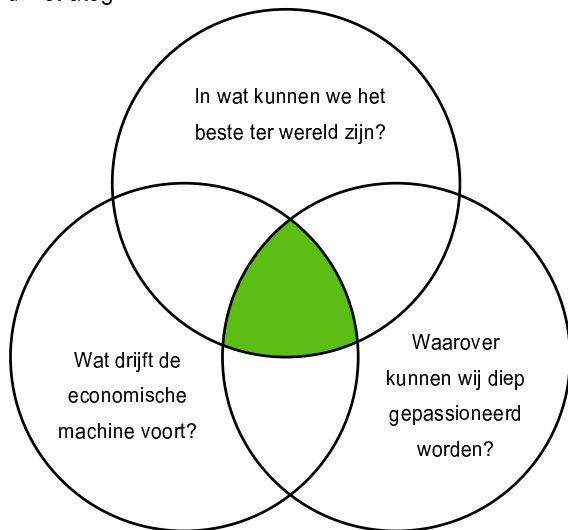 In wat kunnen we het
beste ter wereld zijn?
Wat drijft de
economische
machine voort?
Waarover
kunnen wij diep
gepassioneerd
worden?